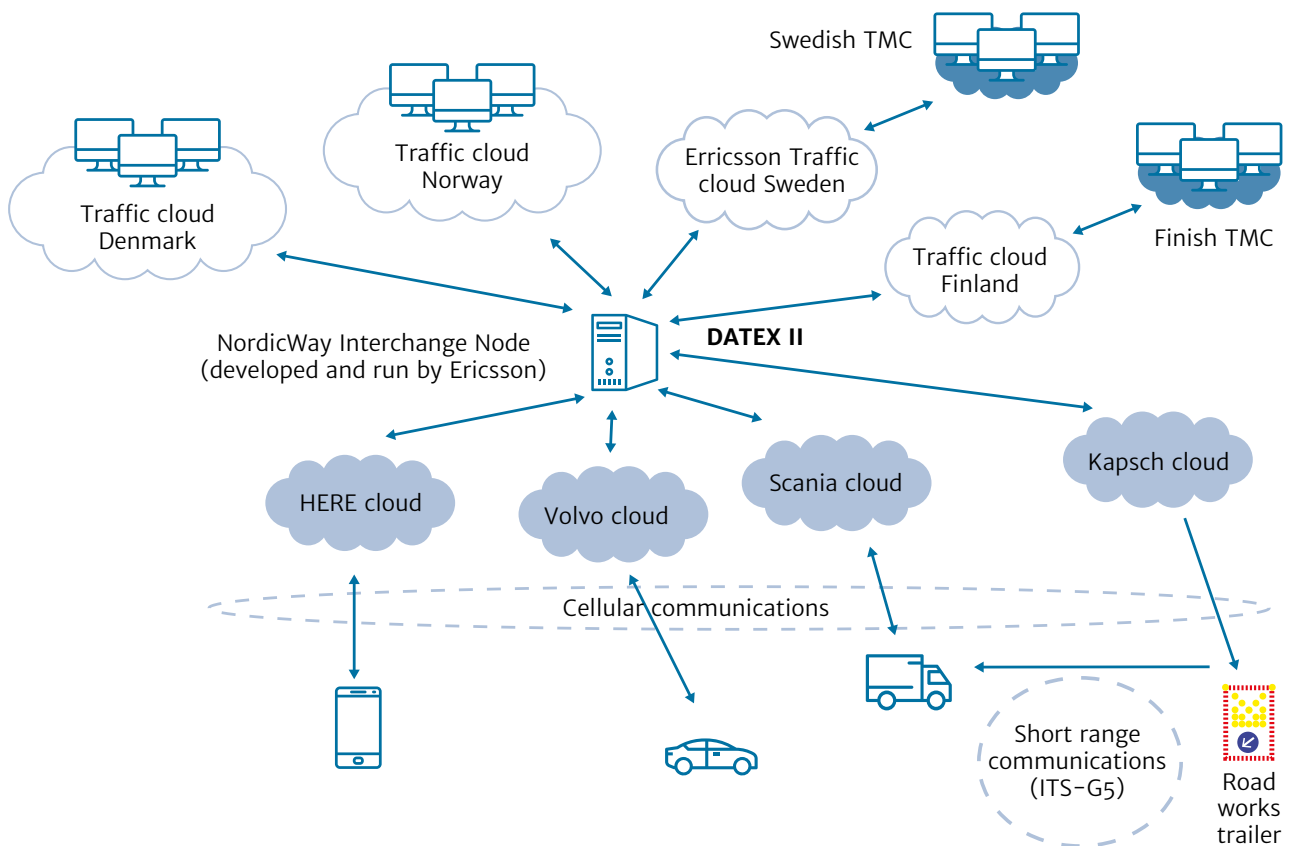 Swedish TMC
Traffic cloud
Norway
Erricsson Traffic
cloud Sweden
Traffic cloud
Denmark
Finish TMC
Traffic cloud
Finland
NordicWay Interchange Node
(developed and run by Ericsson)
DATEX II
HERE cloud
Volvo cloud
Scania cloud
Kapsch cloud
Cellular communications
Short range
communications
(ITS-G5)
Road
works
trailer